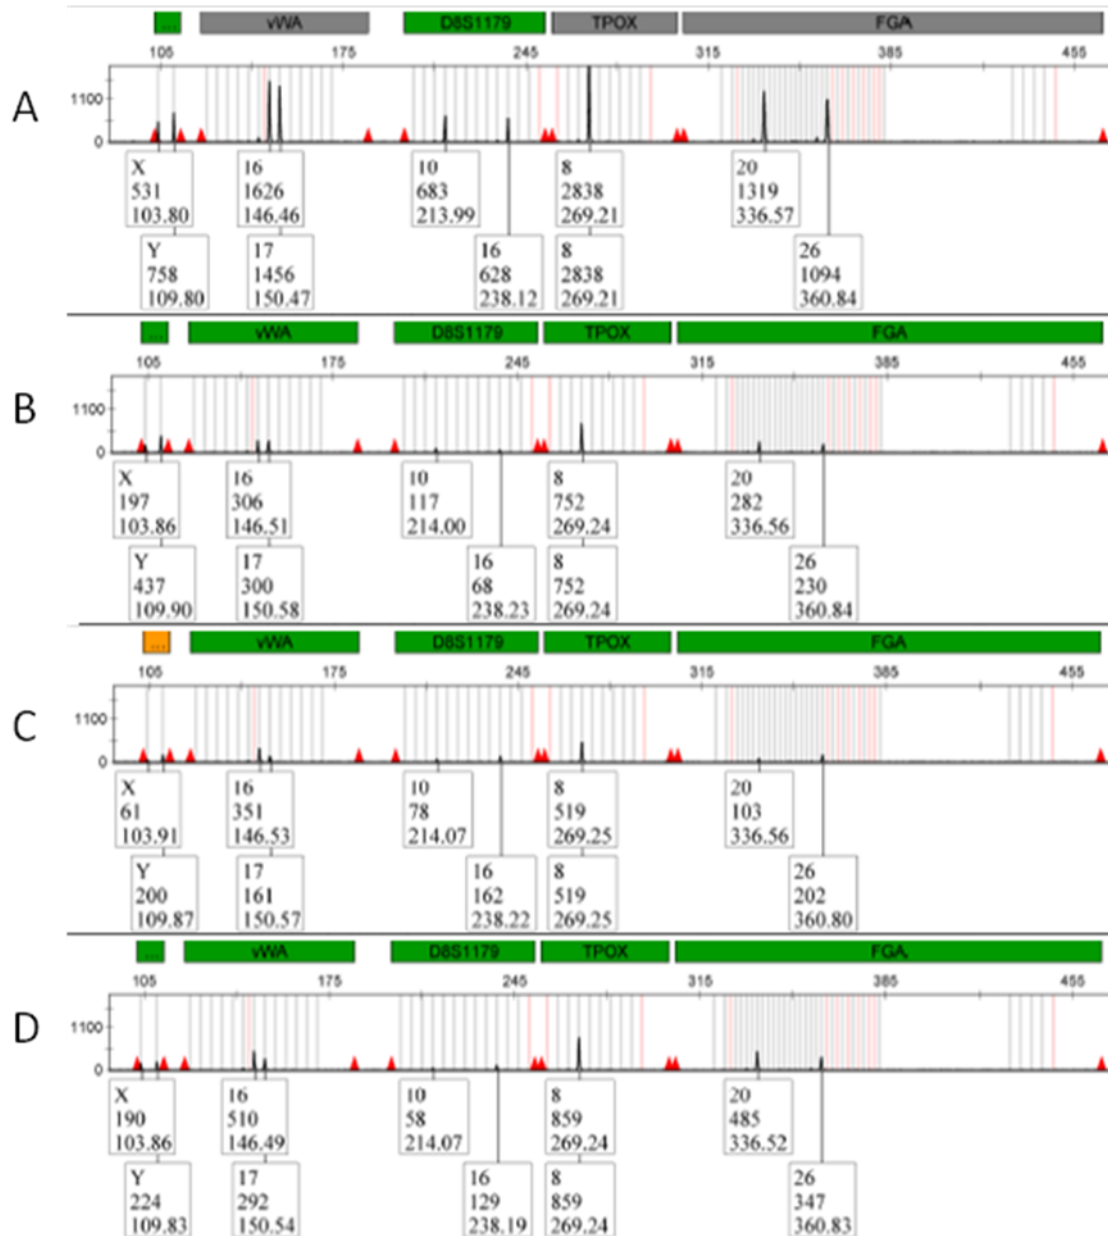 ... vWA D8S1179 TPOX FGA
105 175 245 315 385 455
A
1100
0
X 16 10 8 20
531 1626 683 2838 1319
103.80 146.46 213.99 269.21 336.57
Y 17 16 8 26
758 1456 628 2838 1094
109.80 150.47 238.12 269.21 360.84
... vWA D8S1179 TPOX FGA
105 175 245 315 385 455
B
1100
0
X 16 10 8 20
197 306 117 752 282
103.86 146.51 214.00 269.24 336.56
Y 17 16 8 26
437 300 68 752 230
109.90 150.58 238.23 269.24 360.84
... vWA D8S1179 TPOX FGA
105 175 245 315 385 455
C
1100
0
X 16 10 8 20
61 351 78 519 103
103.91 146.53 214.07 269.25 336.56
Y 17 16 8 26
200 161 162 519 202
109.87 150.57 238.22 269.25 360.80
... vWA D8S1179 TPOX FGA
105 175 245 315 385 455
D
1100
0
X 16 10 8 20
190 510 58 859 485
103.86 146.49 214.07 269.24 336.52
Y 17 16 8 26
224 292 129 859 347
109.83 150.54 238.19 269.24 360.83